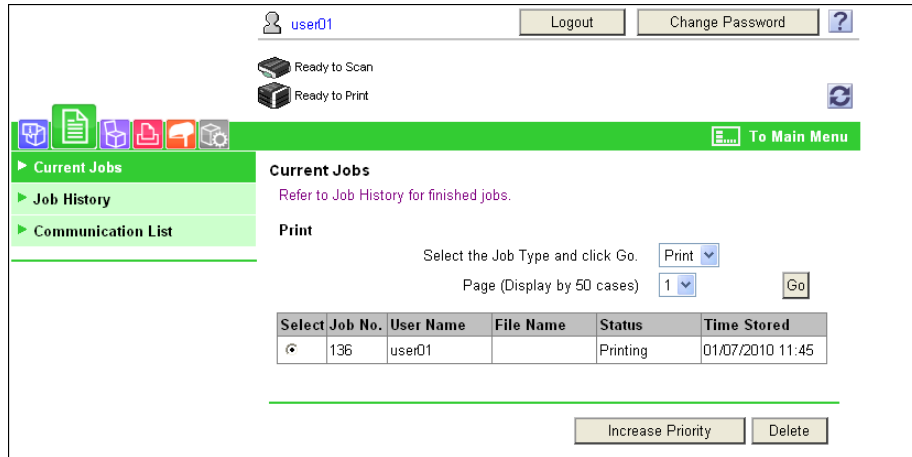 user01
Logout
Change Password
?
Ready to Scan
Ready to Print
To Main Menu
Current Jobs
Job History
Communication List
Current Jobs
Refer to Job History for finished jobs.
Print
Select the Job Type and click Go. Print
Page (Display by 50 cases) 1 Go
Select Job No. User Name File Name Status Time Stored
136 user01 Printing 01/07/2010 11:45
Increase Priority Delete